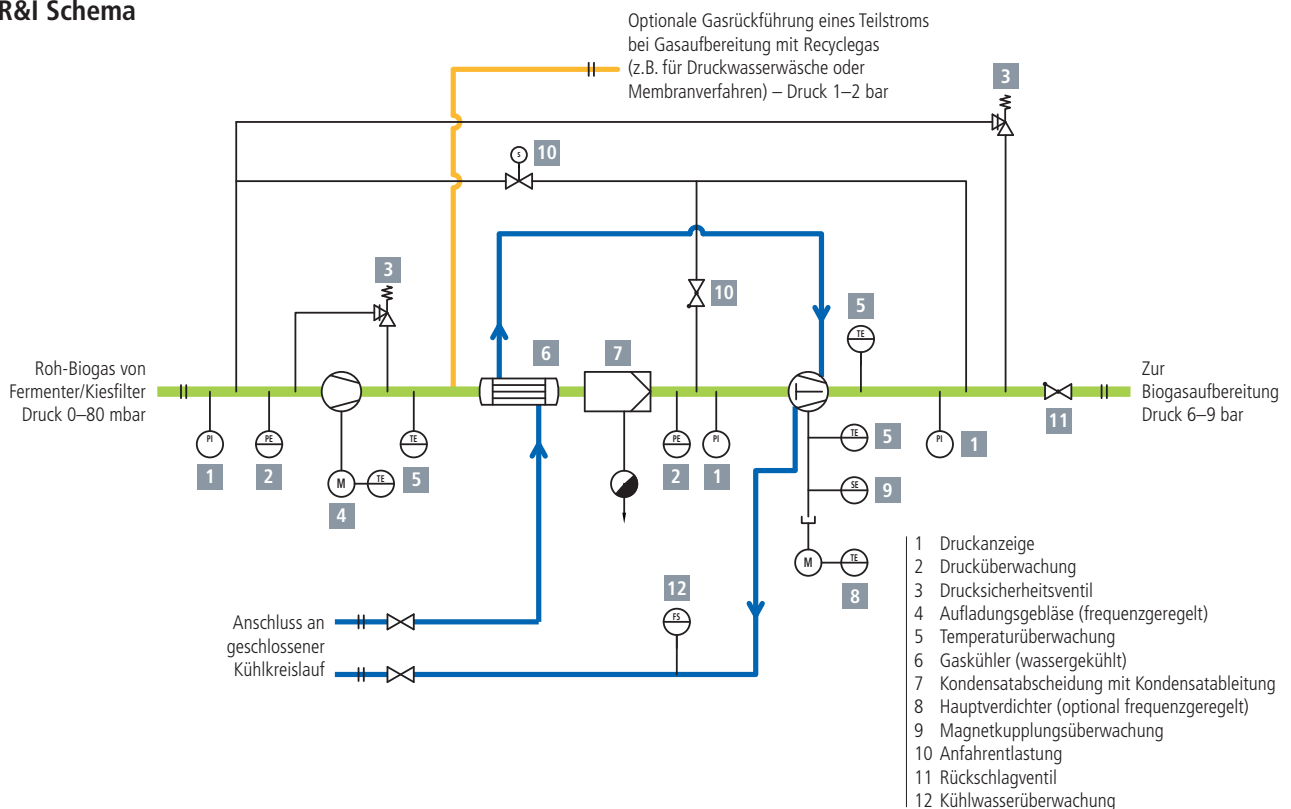 R&I Schema
Optionale Gasrückführung eines Teilstroms
bei Gasaufbereitung mit Recyclegas
(z.B. für Druckwasserwäsche oder
Membranverfahren) – Druck 1–2 bar
3
S
10
3
10
5
TE
6
7
Roh-Biogas von
Fermenter/Kiesfilter
Druck 0–80 mbar
Zur
Biogasaufbereitung
Druck 6–9 bar
11
PI
1
PE
2
M
TE
4
TE
5
PE
2
PI
1
TE
5
SE
9
M
TE
8
PI
1
12
FS
Anschluss an
geschlossener
Kühlkreislauf
1 Druckanzeige
2 Drucküberwachung
3 Drucksicherheitsventil
4 Aufladungsgebläse (frequenzgeregelt)
5 Temperaturüberwachung
6 Gaskühler (wassergekühlt)
7 Kondensatabscheidung mit Kondensatableitung
8 Hauptverdichter (optional frequenzgeregelt)
9 Magnetkupplungsüberwachung
10 Anfahrentlastung
11 Rückschlagventil
12 Kühlwasserüberwachung